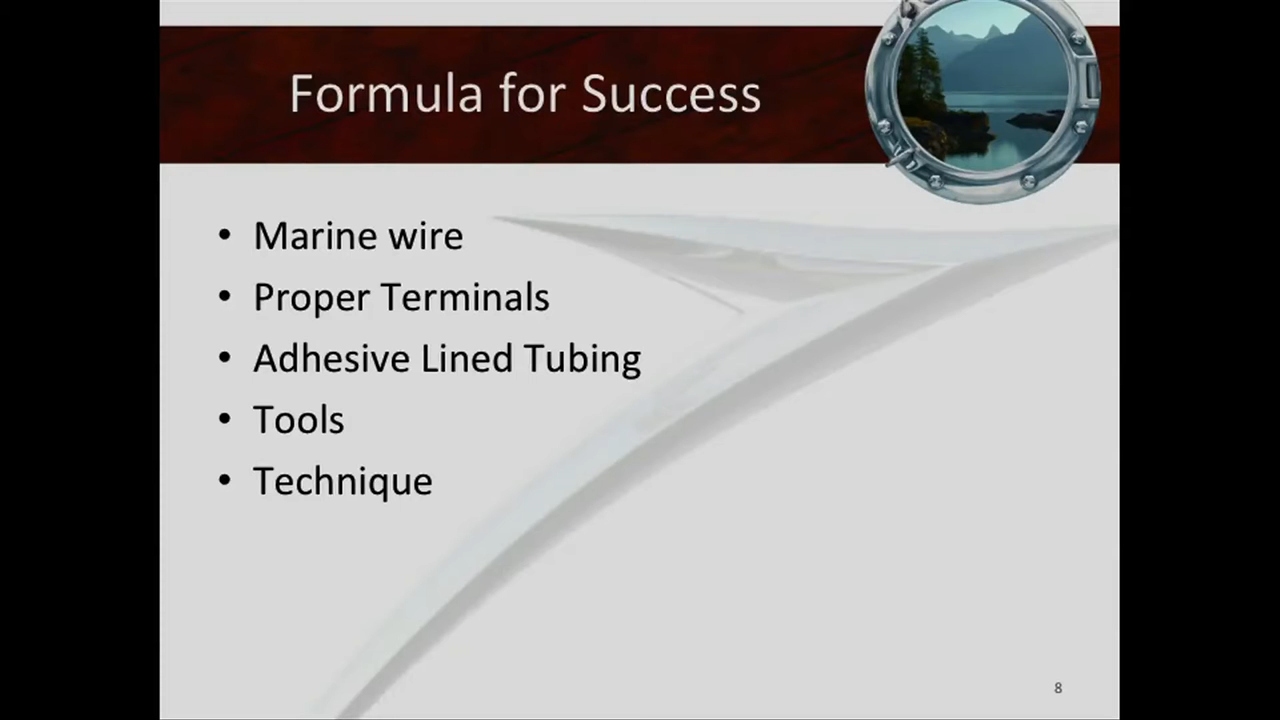 Formula for Success
• Marine wire
• Proper Terminals
• Adhesive Lined Tubing
• Tools
• Technique
8